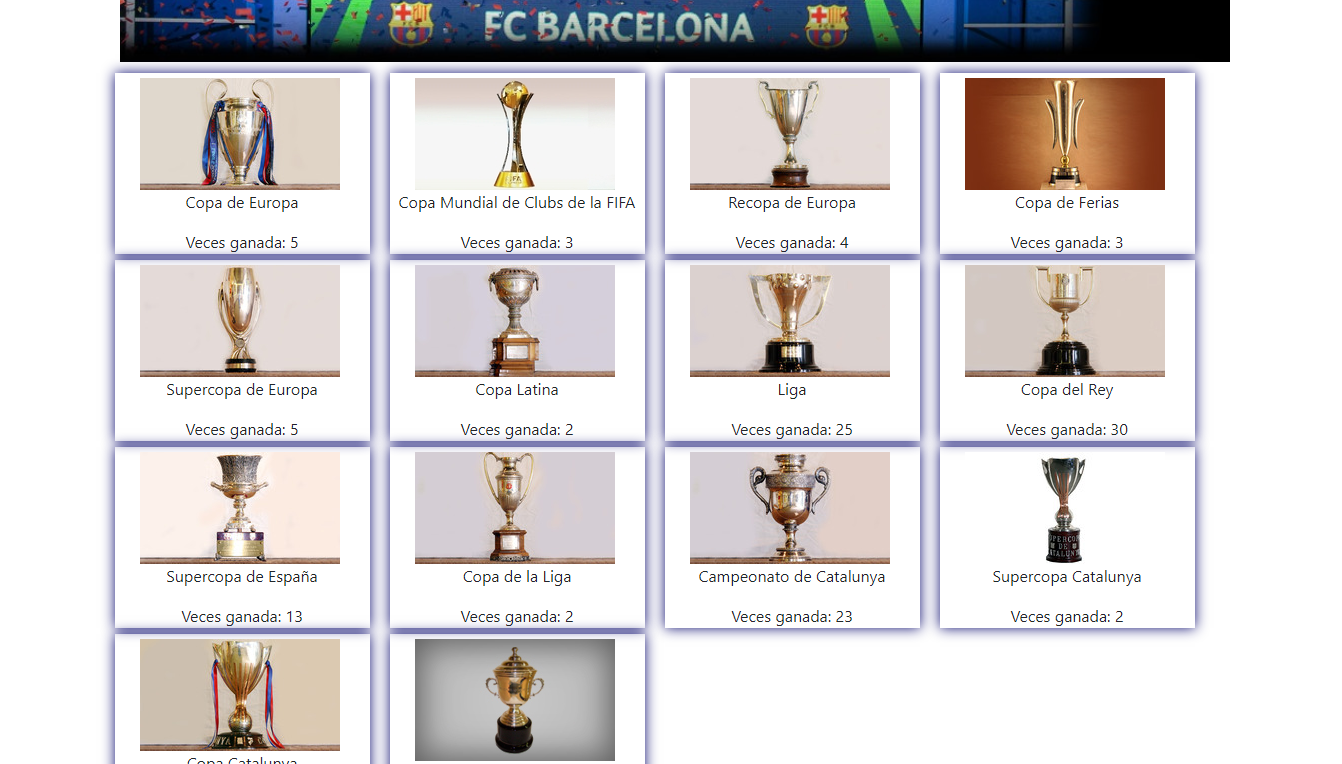 FC BARCELONA
Copa de Europa
Veces ganada: 5
FIFA
Copa Mundial de Clubs de la FIFA
Veces ganada: 3
Recopa de Europa
Veces ganada: 4
Copa de Ferias
Veces ganada: 3
Supercopa de Europa
Veces ganada: 5
Copa Latina
Veces ganada: 2
Liga
Veces ganada: 25
Copa del Rey
Veces ganada: 30
Supercopa de España
Veces ganada: 13
Copa de la Liga
Veces ganada: 2
Campeonato de Catalunya
Veces ganada: 23
Supercopa Catalunya
Veces ganada: 2
Copa Catalunya